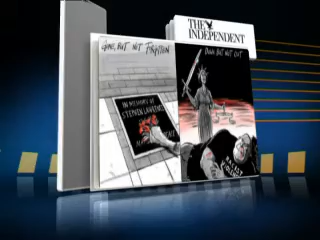 THE
INDEPENDENT
GONE, BUT NOT FORGOTTEN
DOWN BUT NOT OUT
IN MEMORY OF
STEPHEN LAWRENCE